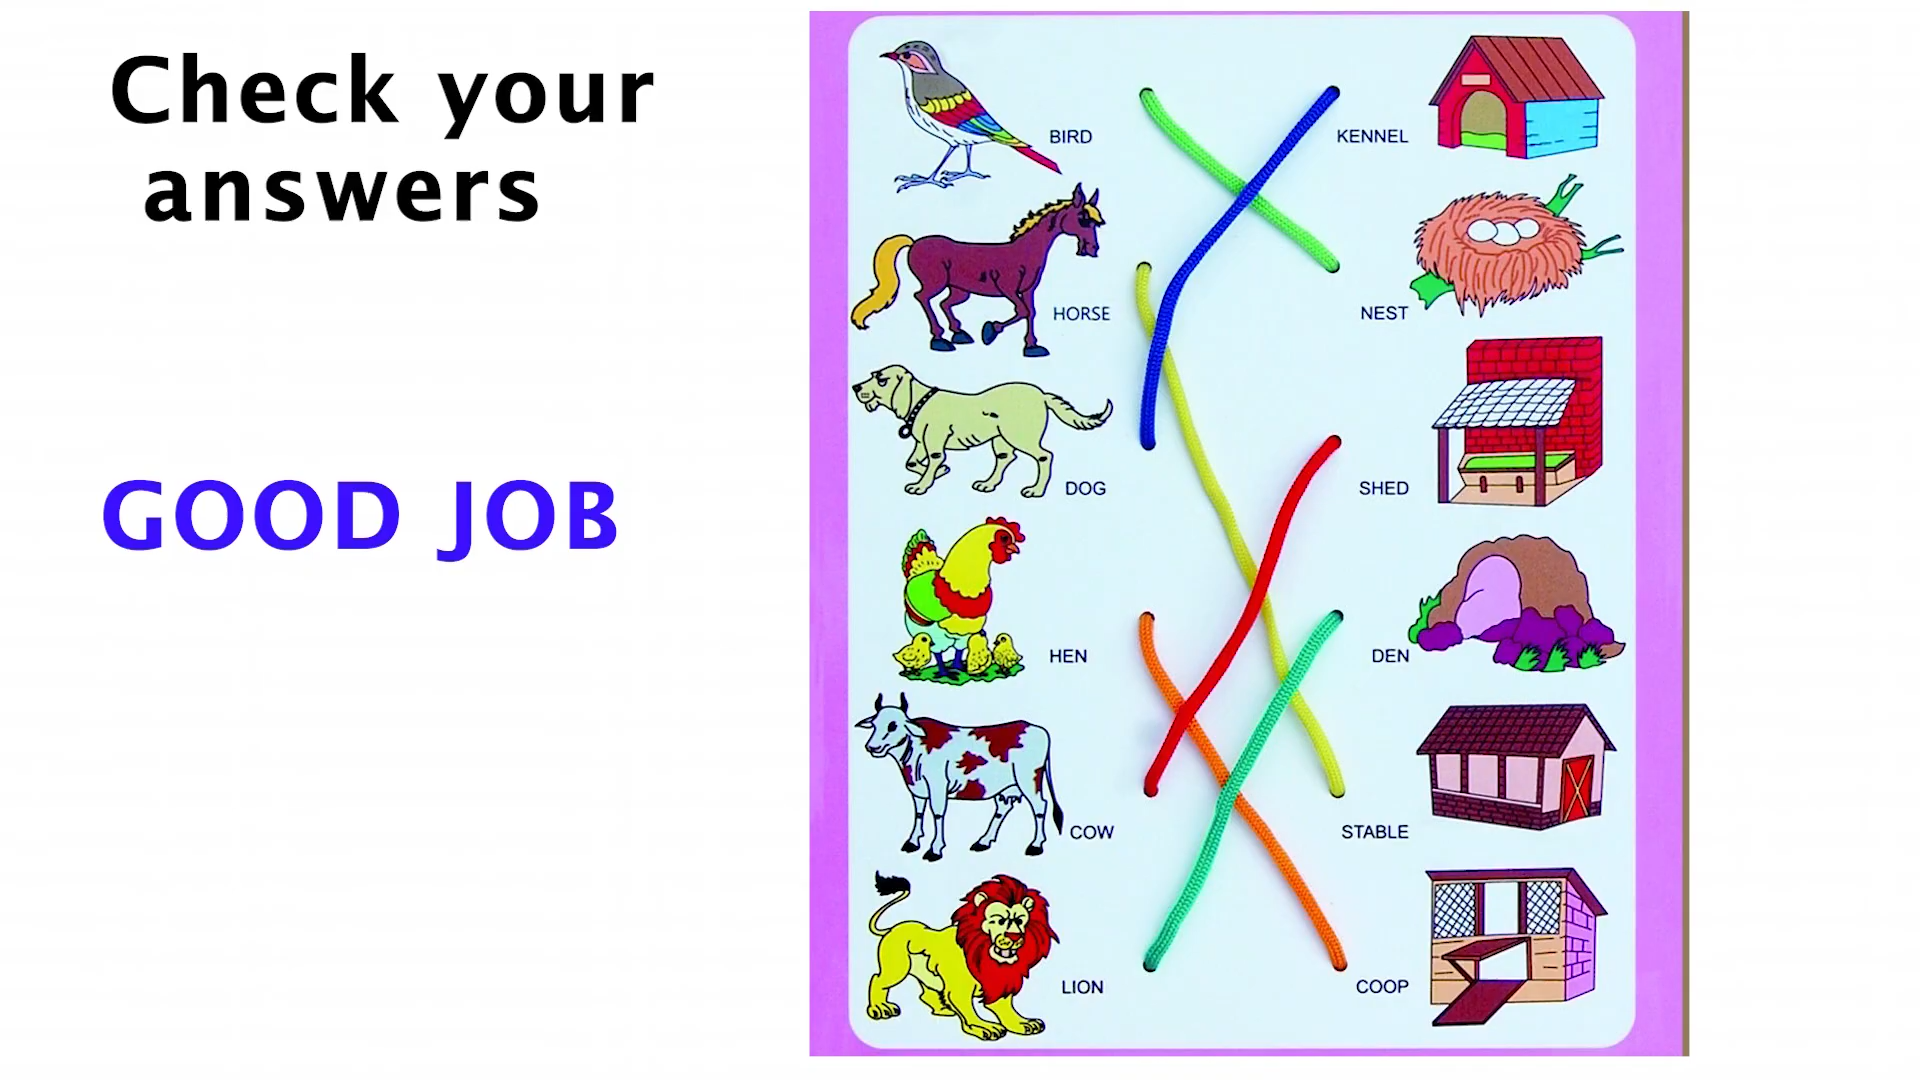 Check your
answers
GOOD JOB
BIRD
KENNEL
HORSE
NEST
DOG
SHED
HEN
DEN
COW
STABLE
LION
COOP